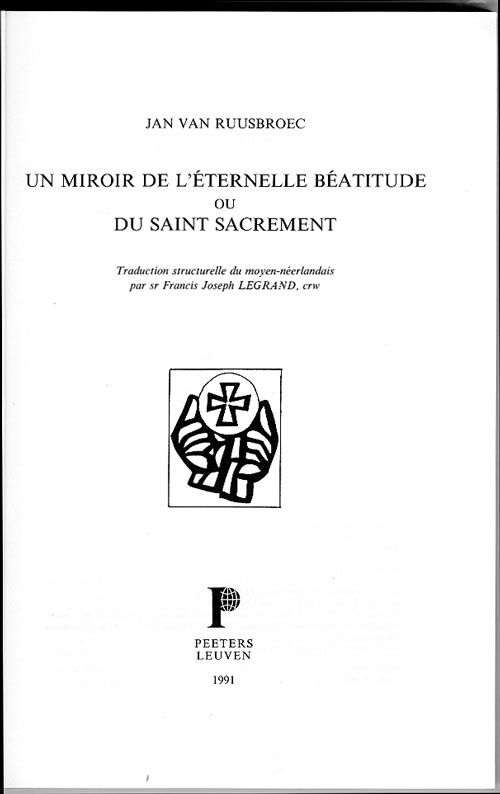 JAN VAN RUUSBROEC
UN MIROIR DE L'ÉTERNELLE BÉATITUDE
OU
DU SAINT SACREMENT
Traduction structurelle du moyen-néerlandais
par sr Francis Joseph LEGRAND, crw
P
PEETERS
LEUVEN
1991